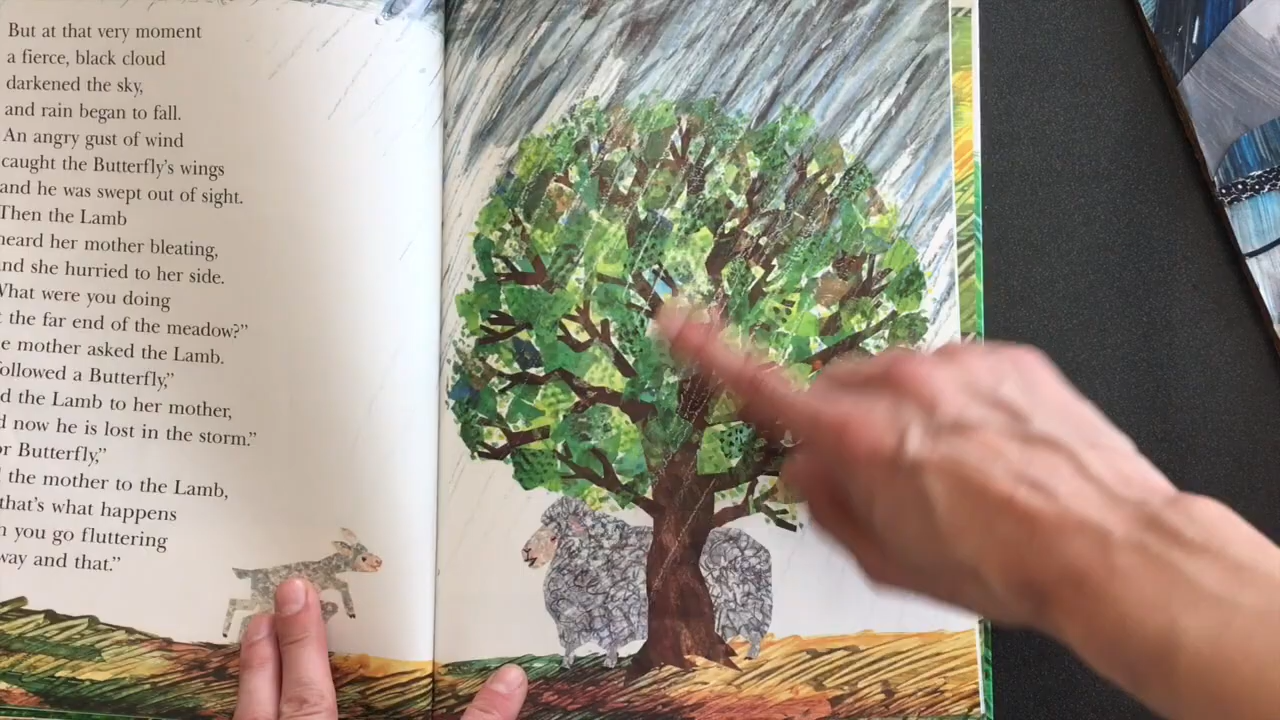 But at that very moment
a fierce, black cloud
darkened the sky,
and rain began to fall.
An angry gust of wind
caught the Butterfly's wings
and he was swept out of sight.
Then the Lamb
heard her mother bleating,
and she hurried to her side.
What were you doing
the far end of the meadow?”
mother asked the Lamb.
followed a Butterfly,”
the Lamb to her mother,
now he is lost in the storm.”
Butterfly,”
the mother to the Lamb,
that's what happens
you go fluttering
way and that.”